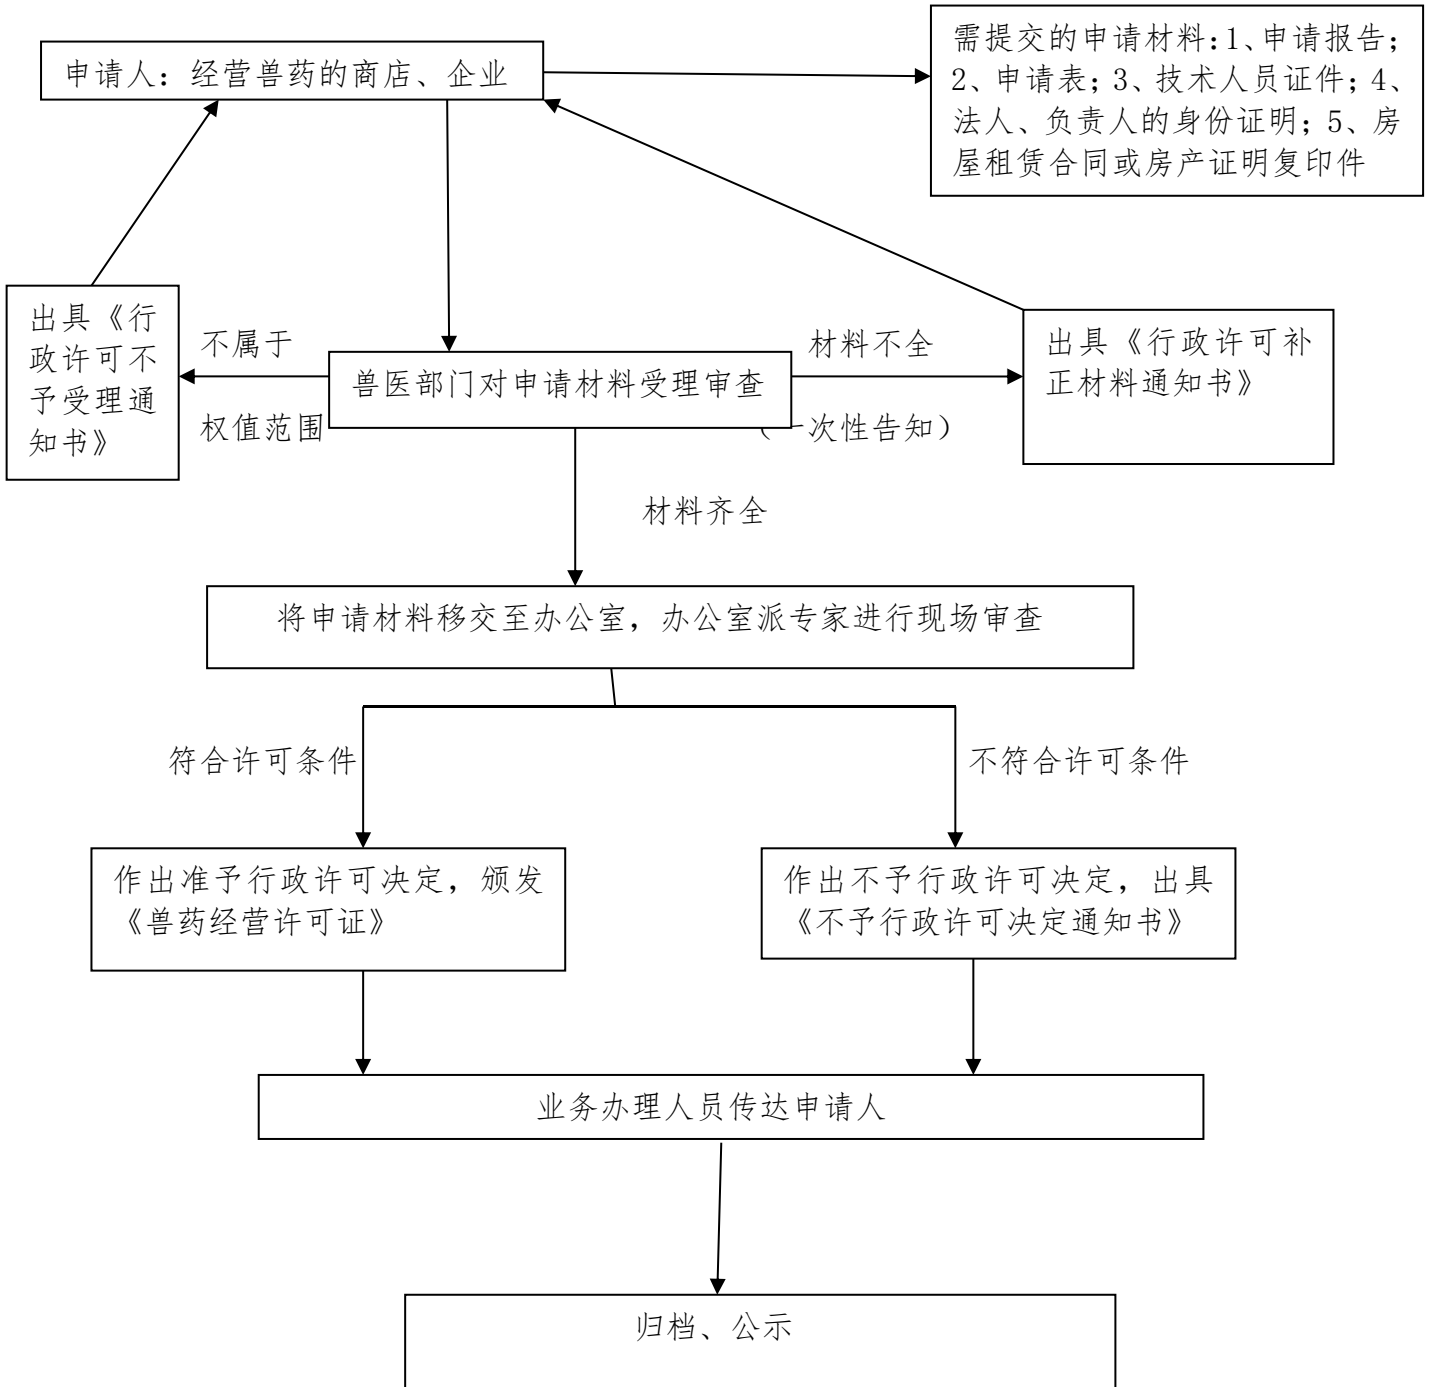 申请人：经营兽药的商店、企业
需提交的申请材料：1、申请报告；
2、申请表；3、技术人员证件；4、
法人、负责人的身份证明；5、房
屋租赁合同或房产证明复印件
出具《行
政许可不
予受理通
知书》
不属于
权值范围
兽医部门对申请材料受理审查
材料不全
（一次性告知）
出具《行政许可补
正材料通知书》
材料齐全
将申请材料移交至办公室，办公室派专家进行现场审查
符合许可条件
不符合许可条件
作出准予行政许可决定，颁发
《兽药经营许可证》
作出不予行政许可决定，出具
《不予行政许可决定通知书》
业务办理人员传达申请人
归档、公示